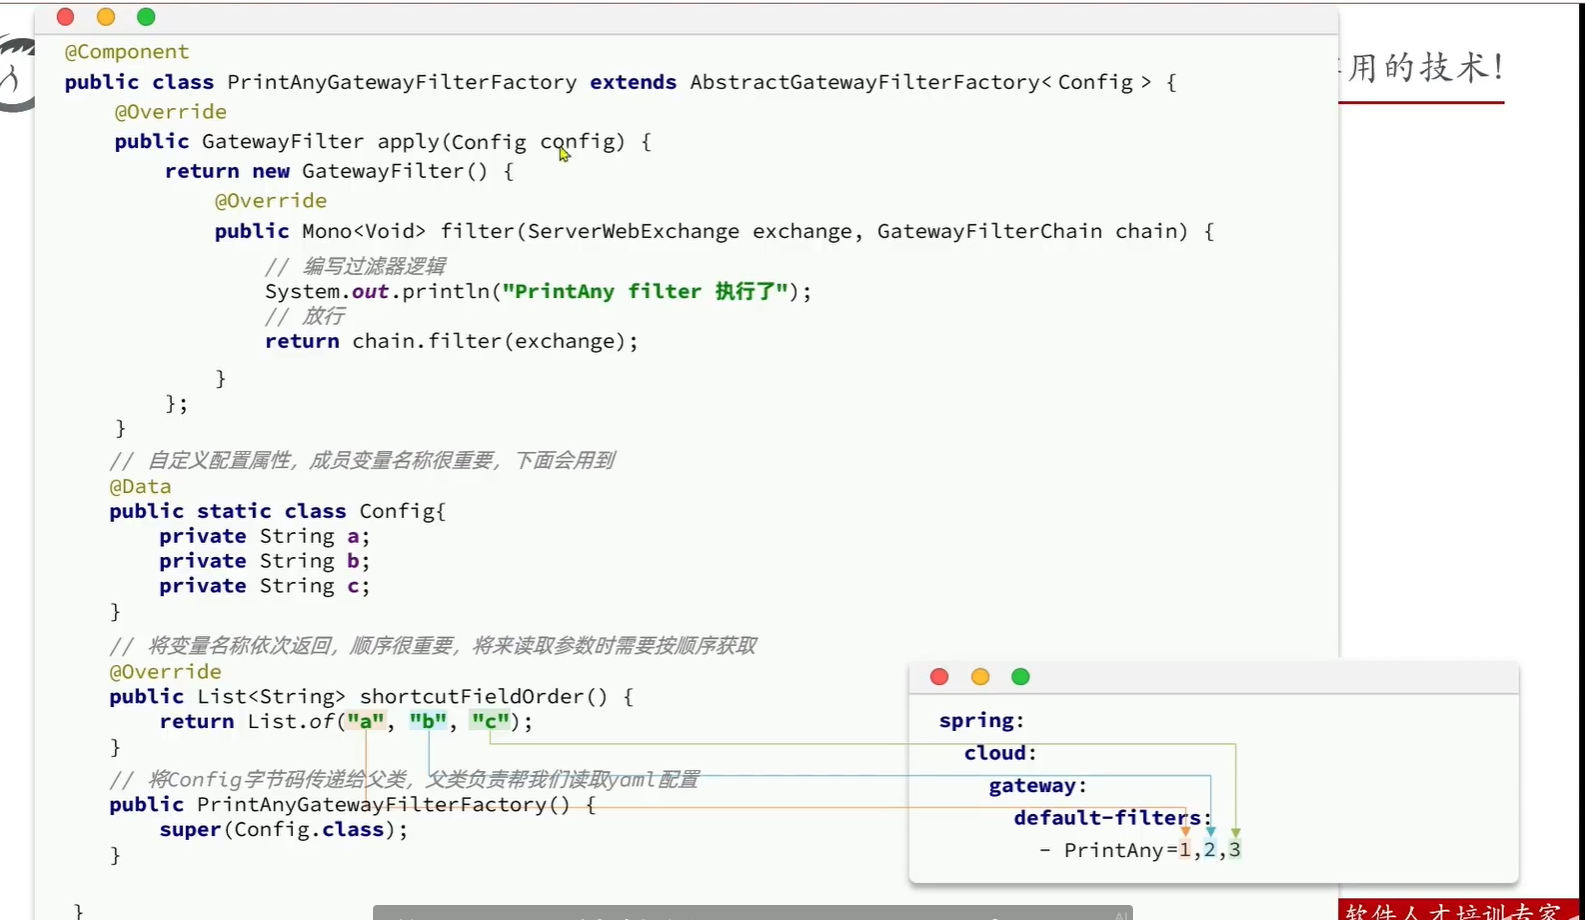 用的技术!
@Component
public class PrintAnyGatewayFilterFactory extends AbstractGatewayFilterFactory<Config> {
@Override
public GatewayFilter apply(Config config) {
return new GatewayFilter() {
@Override
public Mono<Void> filter(ServerWebExchange exchange, GatewayFilterChain chain) {
// 编写过滤器逻辑
System.out.println("PrintAny filter 执行了");
// 放行
return chain.filter(exchange);
}
};
}
// 自定义配置属性，成员变量名称很重要，下面会用到
@Data
public static class Config{
private String a;
private String b;
private String c;
}
// 将变量名称依次返回，顺序很重要，将来读取参数时需要按顺序获取
@Override
public List<String> shortcutFieldOrder() {
return List.of("a", "b", "c");
}
// 将Config字节码传递给父类，父类负责帮我们读取yaml配置
public PrintAnyGatewayFilterFactory() {
super(Config.class);
}
}
spring:
cloud:
gateway:
default-filters:
- PrintAny=1,2,3
软件人才培训专家